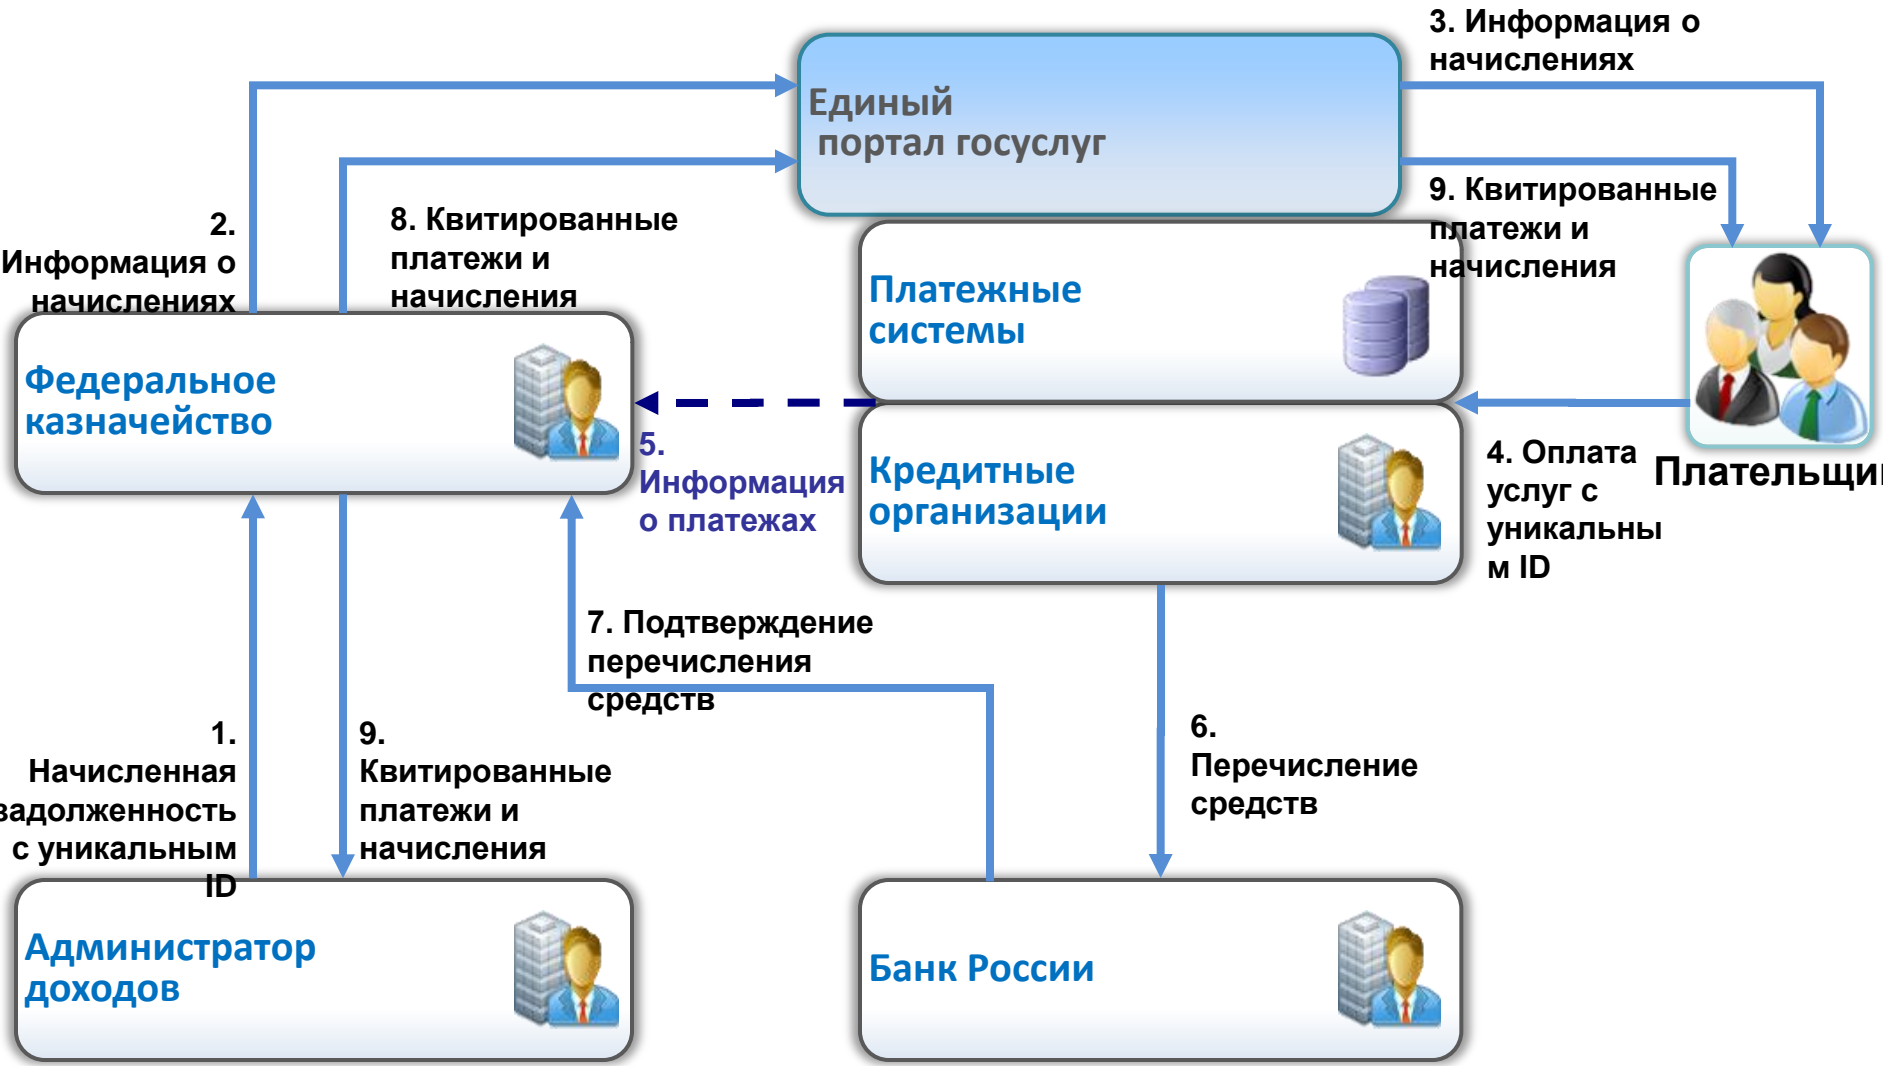 3. Информация о
начислениях
Единый
портал госуслуг
9. Квитированные
платежи и
начисления
2.
Информация о
начислениях
8. Квитированные
платежи и
начисления
Платежные
системы
Федеральное
казначейство
5.
Информация
о платежах
Кредитные
организации
4. Оплата
услуг с
уникальны
м ID
Плательщик
7. Подтверждение
перечисления
средств
1.
Начисленная
задолженность
с уникальным
ID
9.
Квитированные
платежи и
начисления
6.
Перечисление
средств
Администратор
доходов
Банк России